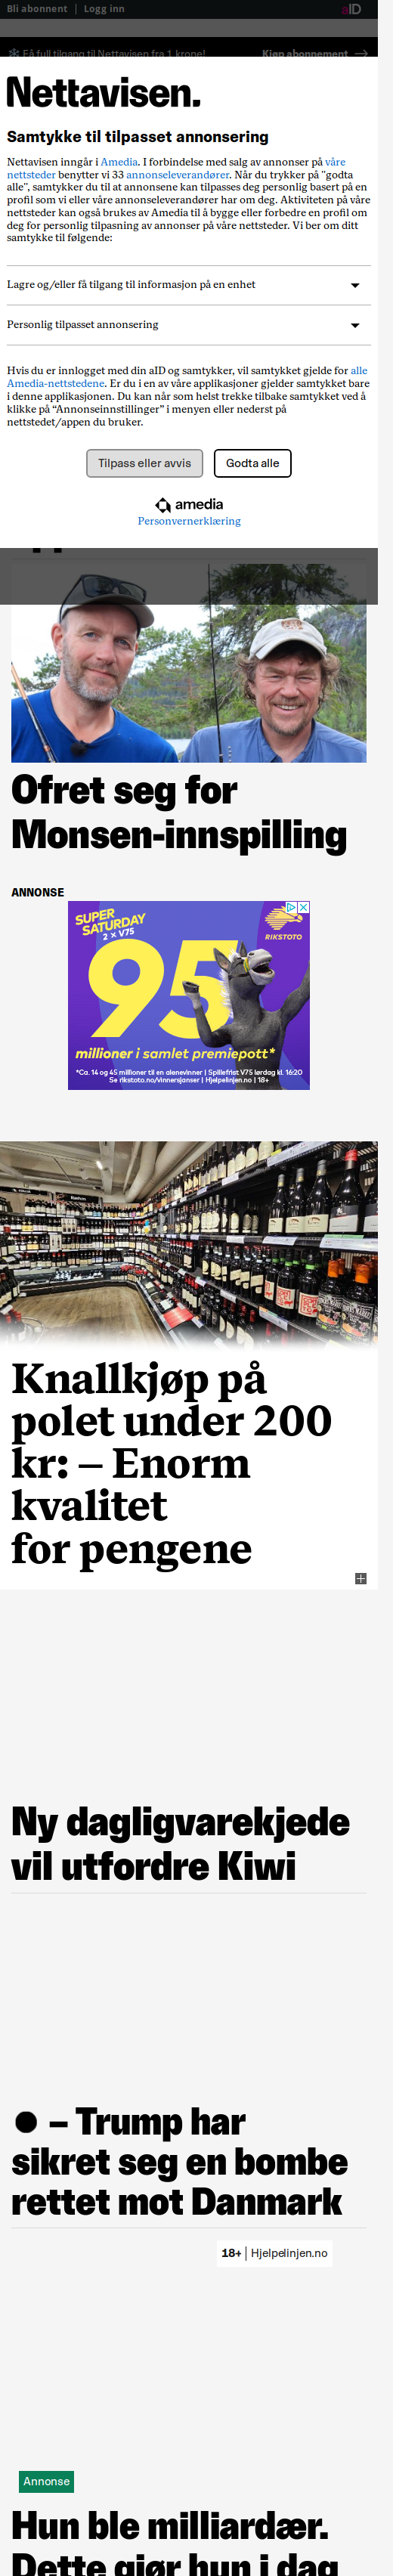 Bli abonnent | Logg inn
aID
Få full tilgang til Nettavisen fra 1 krone!
Kjøp abonnement
Nettavisen.
Samtykke til tilpasset annonsering
Nettavisen inngår i Amedia. I forbindelse med salg av annonser på våre
nettsteder benytter vi 33 annonseleverandører. Når du trykker på "godta
alle", samtykker du til at annonsene kan tilpasses deg personlig basert på en
profil som vi eller våre annonseleverandører har om deg. Aktiviteten på våre
nettsteder kan også brukes av Amedia til å bygge eller forbedre en profil om
deg for personlig tilpasning av annonser på våre nettsteder. Vi ber om ditt
samtykke til følgende:
Lagre og/eller få tilgang til informasjon på en enhet
Personlig tilpasset annonsering
Hvis du er innlogget med din aID og samtykker, vil samtykket gjelde for alle
Amedia-nettstedene. Er du i en av våre applikasjoner gjelder samtykket bare
i denne applikasjonen. Du kan når som helst trekke tilbake samtykket ved å
klikke på “Annonseinnstillinger” i menyen eller nederst på
nettstedet/appen du bruker.
Tilpass eller avvis
Godta alle
amedia
Personvernerklæring
Ofret seg for
Monsen-innspilling
ANNONSE
SUPER
SATURDAY
2 x V75
RIKSTOTO
95
millioner i samlet premiepott*
*Ca. 14 og 45 millioner til en alenevinner | Spillefrist V75 lørdag kl. 16:20
Se rikstoto.no/vinnersjanser | Hjelpelinjen.no | 18+
Knallkjøp på
polet under 200
kr: – Enorm
kvalitet
for pengene
Ny dagligvarekjede
vil utfordre Kiwi
● – Trump har
sikret seg en bombe
rettet mot Danmark
18+ | Hjelpelinjen.no
Annonse
Hun ble milliardær.
Dette gjør hun i dag